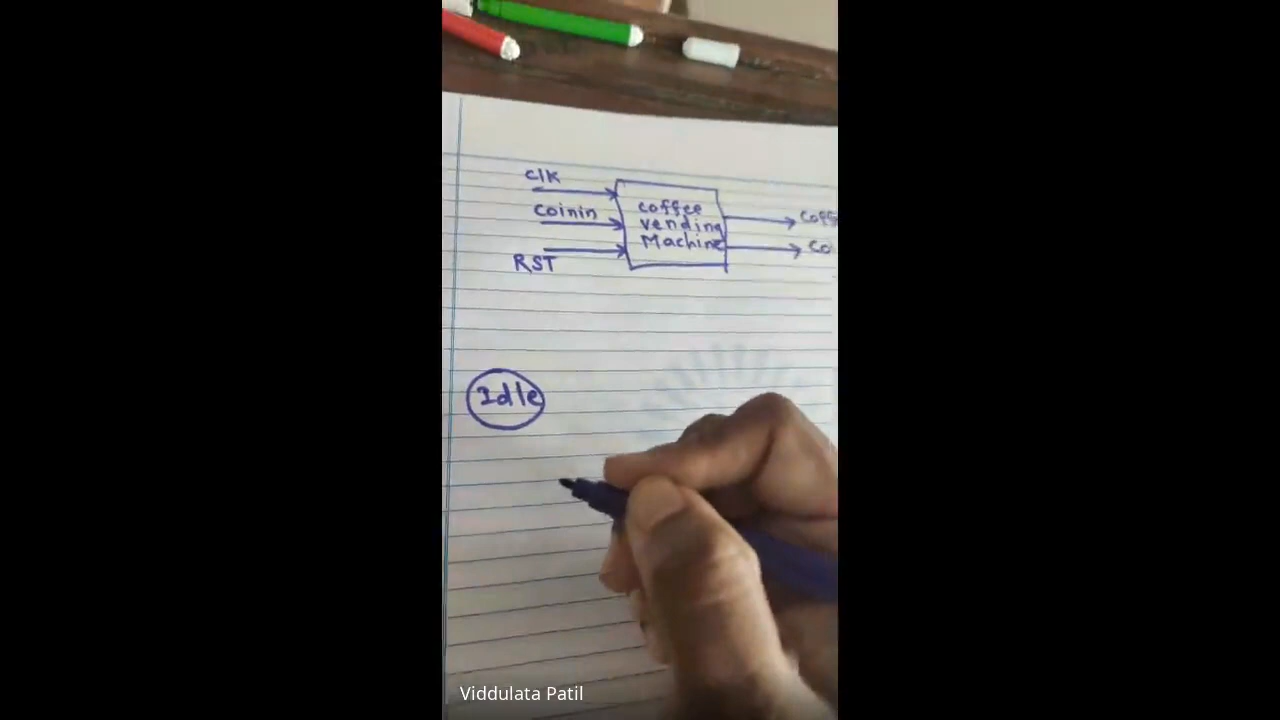 clk
Coinin
RST
coffee
vending
Machine
Idle
Viddulata Patil